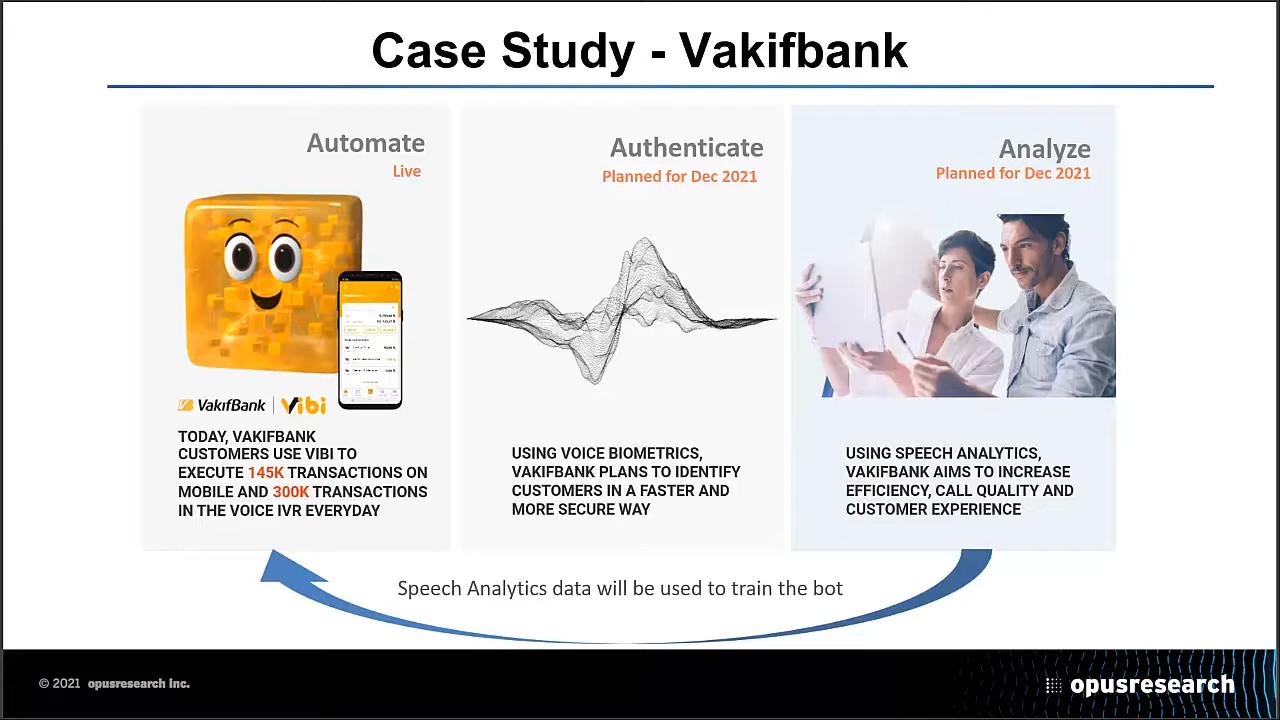 Case Study - Vakifbank
Automate
Live
VakıfBank | Vibi
TODAY, VAKIFBANK
CUSTOMERS USE VIBI TO
EXECUTE 145K TRANSACTIONS ON
MOBILE AND 300K TRANSACTIONS
IN THE VOICE IVR EVERYDAY
Authenticate
Planned for Dec 2021
USING VOICE BIOMETRICS,
VAKIFBANK PLANS TO IDENTIFY
CUSTOMERS IN A FASTER AND
MORE SECURE WAY
Analyze
Planned for Dec 2021
USING SPEECH ANALYTICS,
VAKIFBANK AIMS TO INCREASE
EFFICIENCY, CALL QUALITY AND
CUSTOMER EXPERIENCE
Speech Analytics data will be used to train the bot
© 2021 opusresearch Inc.
opusresearch